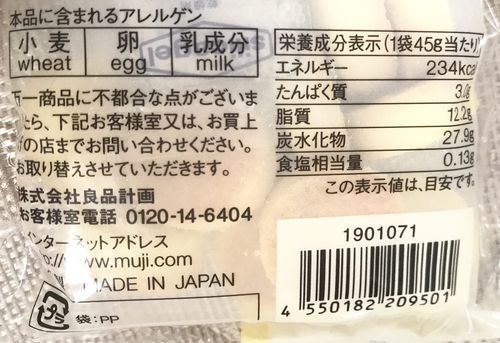 本品に含まれるアレルゲン
小麦 卵 乳成分
wheat egg milk
万一商品に不都合な点がございま
したら、下記お客様室又は、お買上
げの店までお問い合わせください。
お取り替えさせていただきます。
株式会社良品計画
お客様室電話 0120-14-6404
インターネットアドレス
http://www.muji.com
MADE IN JAPAN
プラ 袋:PP
栄養成分表示(1袋45g当たり)
エネルギー 234kcal
たんぱく質
脂質 12.2g
炭水化物 27.9g
食塩相当量 0.13g
この表示値は、目安です。
1901071
4 550182 209501